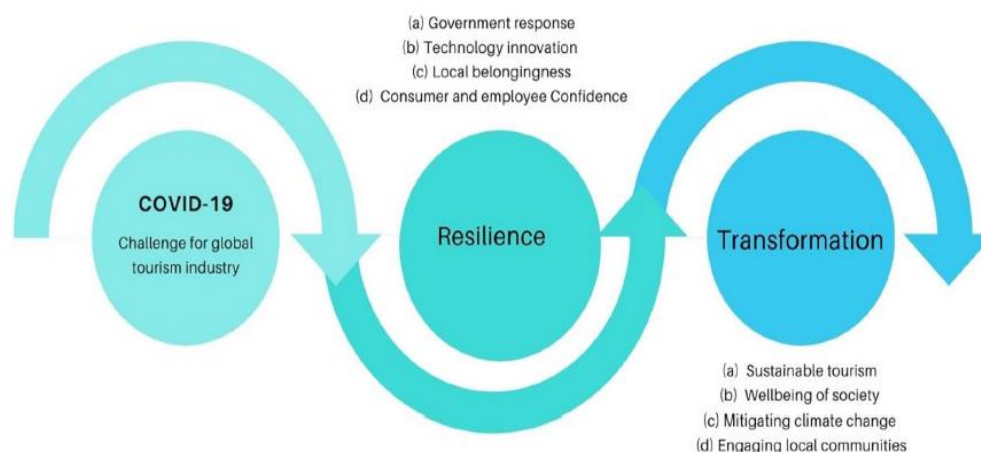 (a) Government response
(b) Technology innovation
(c) Local belongingness
(d) Consumer and employee Confidence
COVID-19
Challenge for global
tourism industry
Resilience
Transformation
(a) Sustainable tourism
(b) Wellbeing of society
(c) Mitigating climate change
(d) Engaging local communities